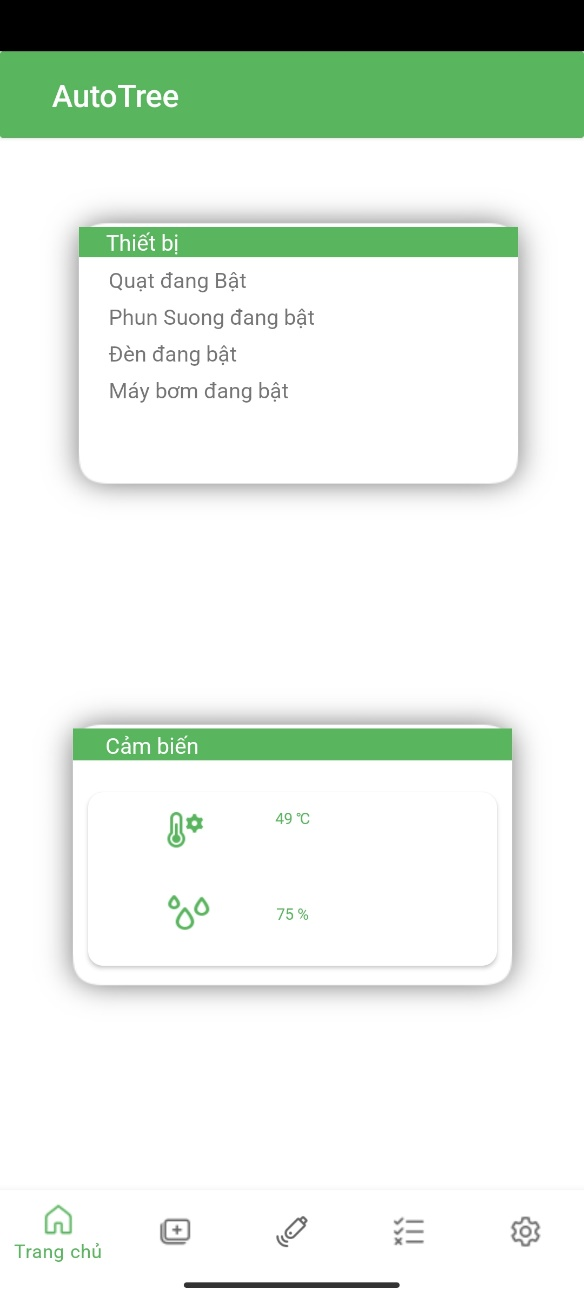 AutoTree
Thiết bị
Quạt đang Bật
Phun Suong đang bật
Đèn đang bật
Máy bơm đang bật
Cảm biến
49 ℃
75 %
Trang chủ